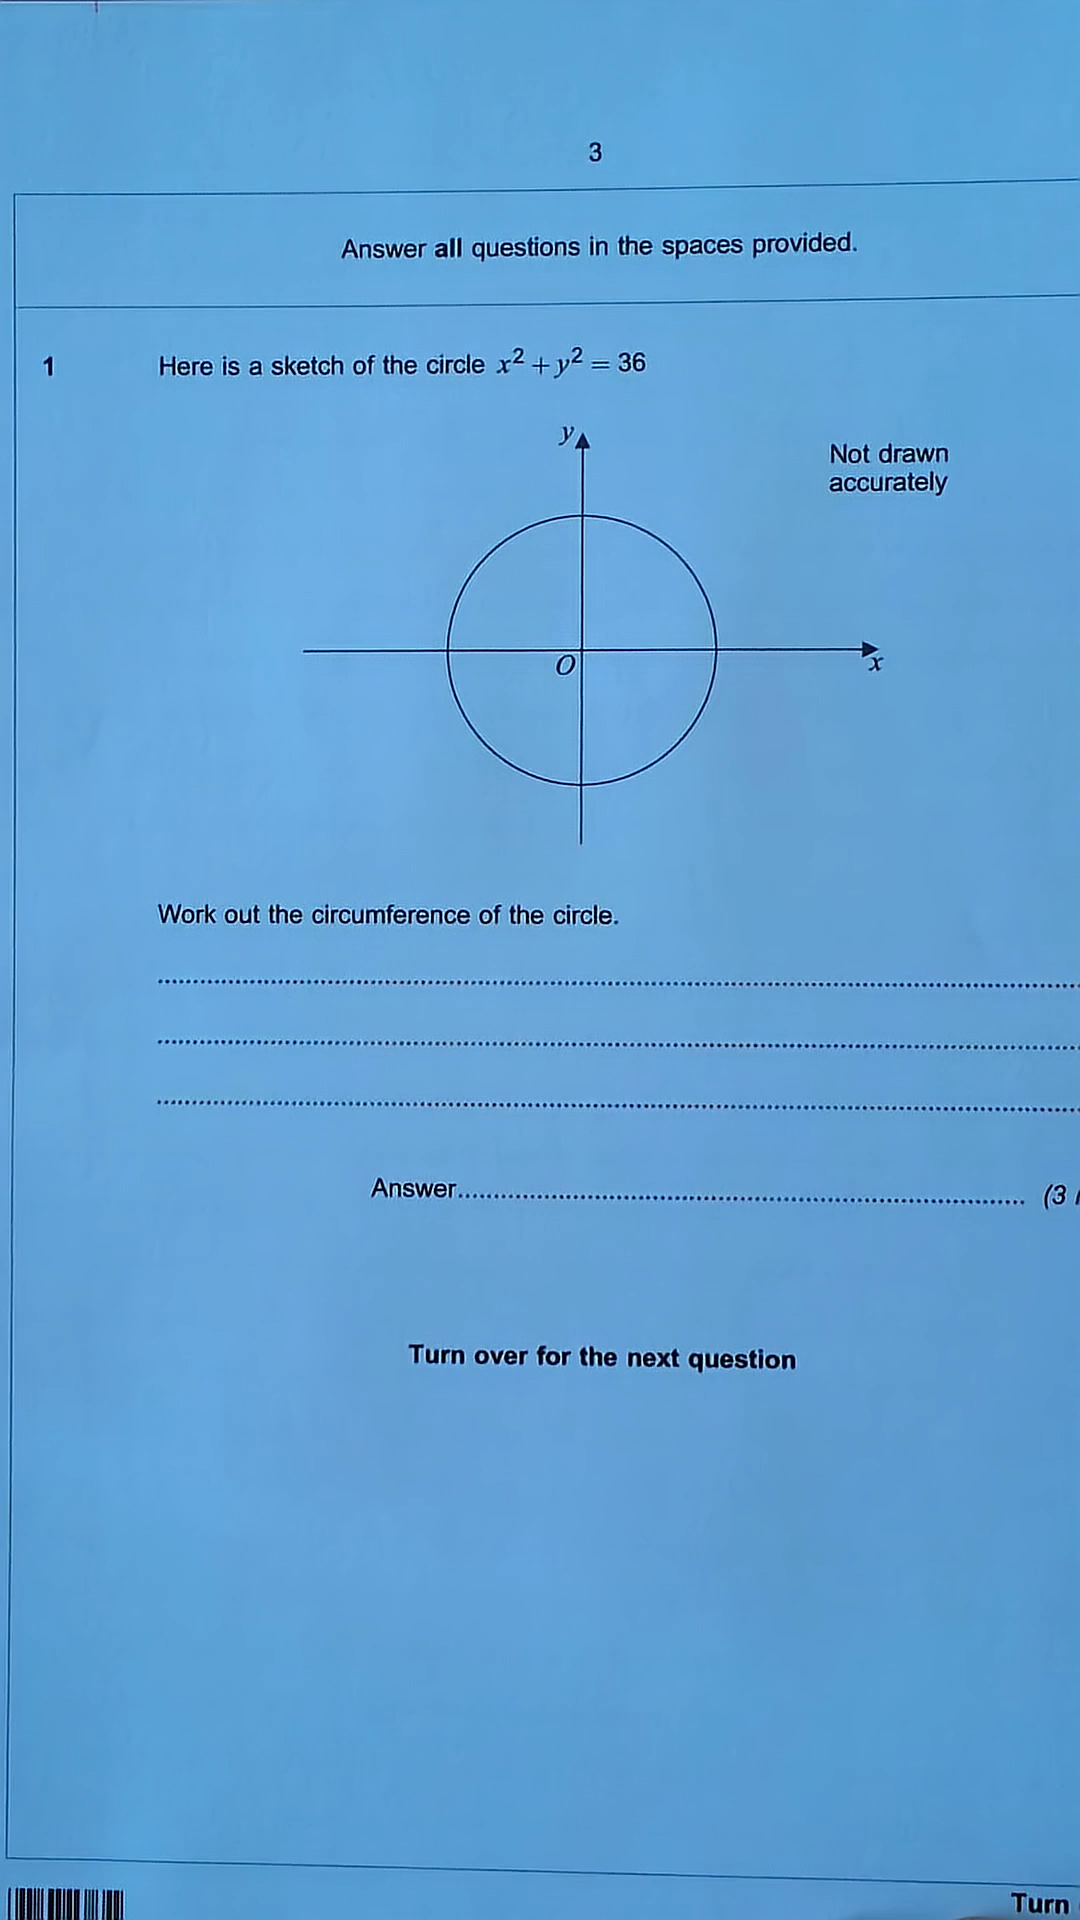 3
Answer all questions in the spaces provided.
1 Here is a sketch of the circle x² + y² = 36
y
Not drawn
accurately
O
x
Work out the circumference of the circle.
Answer (3
Turn over for the next question
Turn